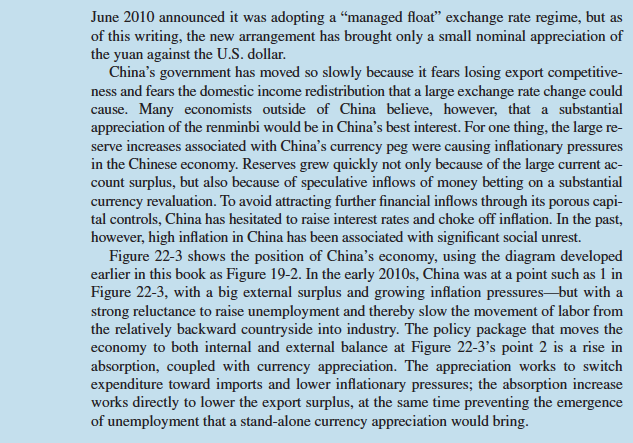 June 2010 announced it was adopting a “managed float” exchange rate regime, but as
of this writing, the new arrangement has brought only a small nominal appreciation of
the yuan against the U.S. dollar.
China’s government has moved so slowly because it fears losing export competitive-
ness and fears the domestic income redistribution that a large exchange rate change could
cause. Many economists outside of China believe, however, that a substantial
appreciation of the renminbi would be in China’s best interest. For one thing, the large re-
serve increases associated with China’s currency peg were causing inflationary pressures
in the Chinese economy. Reserves grew quickly not only because of the large current ac-
count surplus, but also because of speculative inflows of money betting on a substantial
currency revaluation. To avoid attracting further financial inflows through its porous capi-
tal controls, China has hesitated to raise interest rates and choke off inflation. In the past,
however, high inflation in China has been associated with significant social unrest.
Figure 22-3 shows the position of China’s economy, using the diagram developed
earlier in this book as Figure 19-2. In the early 2010s, China was at a point such as 1 in
Figure 22-3, with a big external surplus and growing inflation pressures—but with a
strong reluctance to raise unemployment and thereby slow the movement of labor from
the relatively backward countryside into industry. The policy package that moves the
economy to both internal and external balance at Figure 22-3’s point 2 is a rise in
absorption, coupled with currency appreciation. The appreciation works to switch
expenditure toward imports and lower inflationary pressures; the absorption increase
works directly to lower the export surplus, at the same time preventing the emergence
of unemployment that a stand-alone currency appreciation would bring.